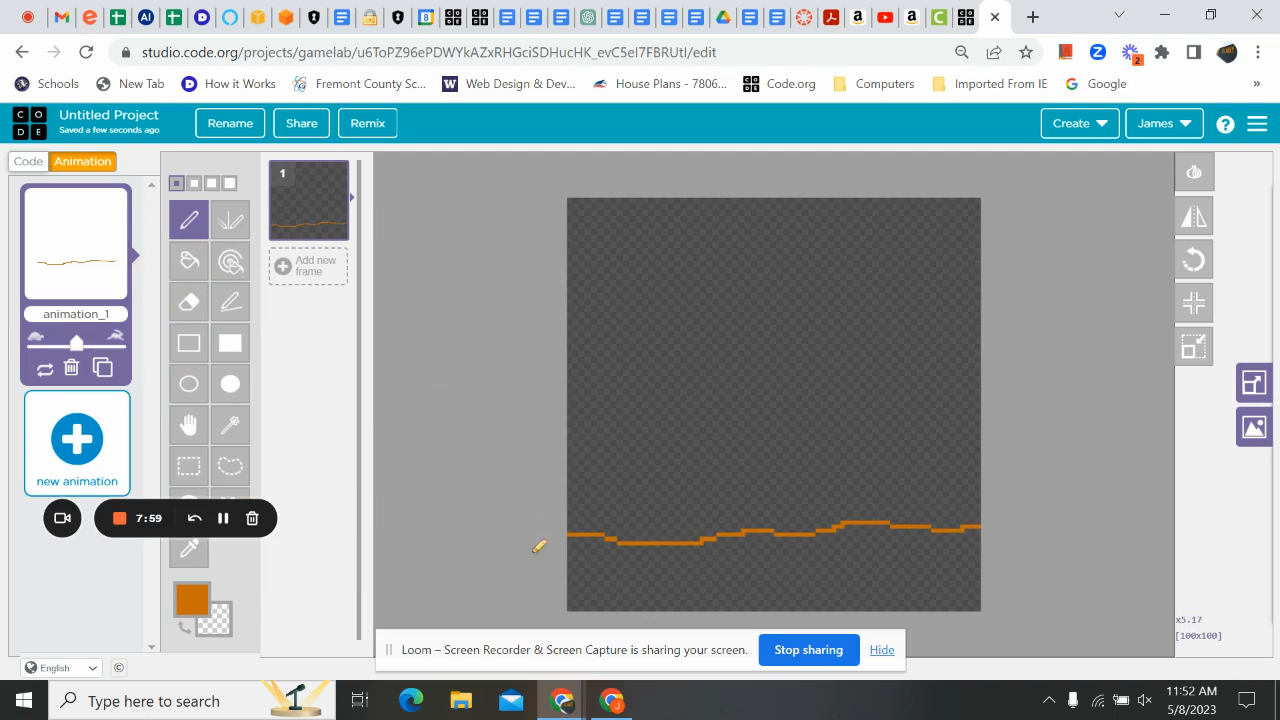 studio.code.org/projects/gamelab/u6ToPZ96ePDWYkAZxRHGciSDHucHK_evC5eI7FBRUtI/edit
2
Schools
New Tab
How it Works
Fremont County Sc...
Web Design & Dev...
House Plans - 7806...
Code.org
Computers
Imported From IE
Google
»
C O
D E
Untitled Project
Saved a few seconds ago
Rename
Share
Remix
Create
James
?
Code
Animation
1
Add new
frame
animation_1
new animation
7:59
Loom – Screen Recorder & Screen Capture is sharing your screen.
Stop sharing
Hide
x5.17
[100x100]
English
©
Type here to search
11:52 AM
5/8/2023